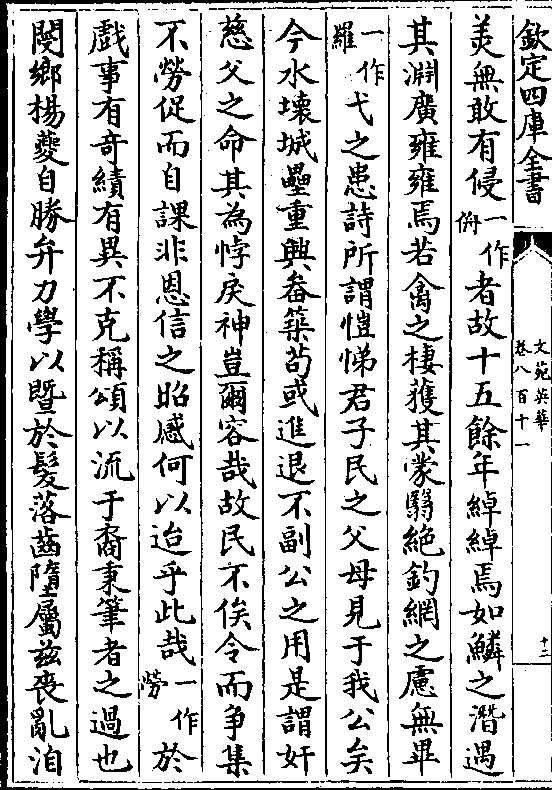 欽定四庫全書
文苑英華
卷八百十一
十二
羙無敢有侵一作侜者故十五餘年綽綽焉如鱗之潛遇
其淵廣雍雍焉若禽之棲獲其蒙翳絶釣網之慮無畢
一作羅弋之患詩所謂愷悌君子民之父母見于我公矣
今水壊城壘重興畚築茍或進退不副公之用是謂奸
慈父之命其為悖戾神豈爾容哉故民不俟令而争集
不勞促而自課非恩信之昭感何以迨乎此哉一作勞於
戲事有竒績有異不克稱頌以流于裔秉筆者之過也
閿鄉楊夔自勝弁力學以暨於髮落齒墮屬兹喪亂洎